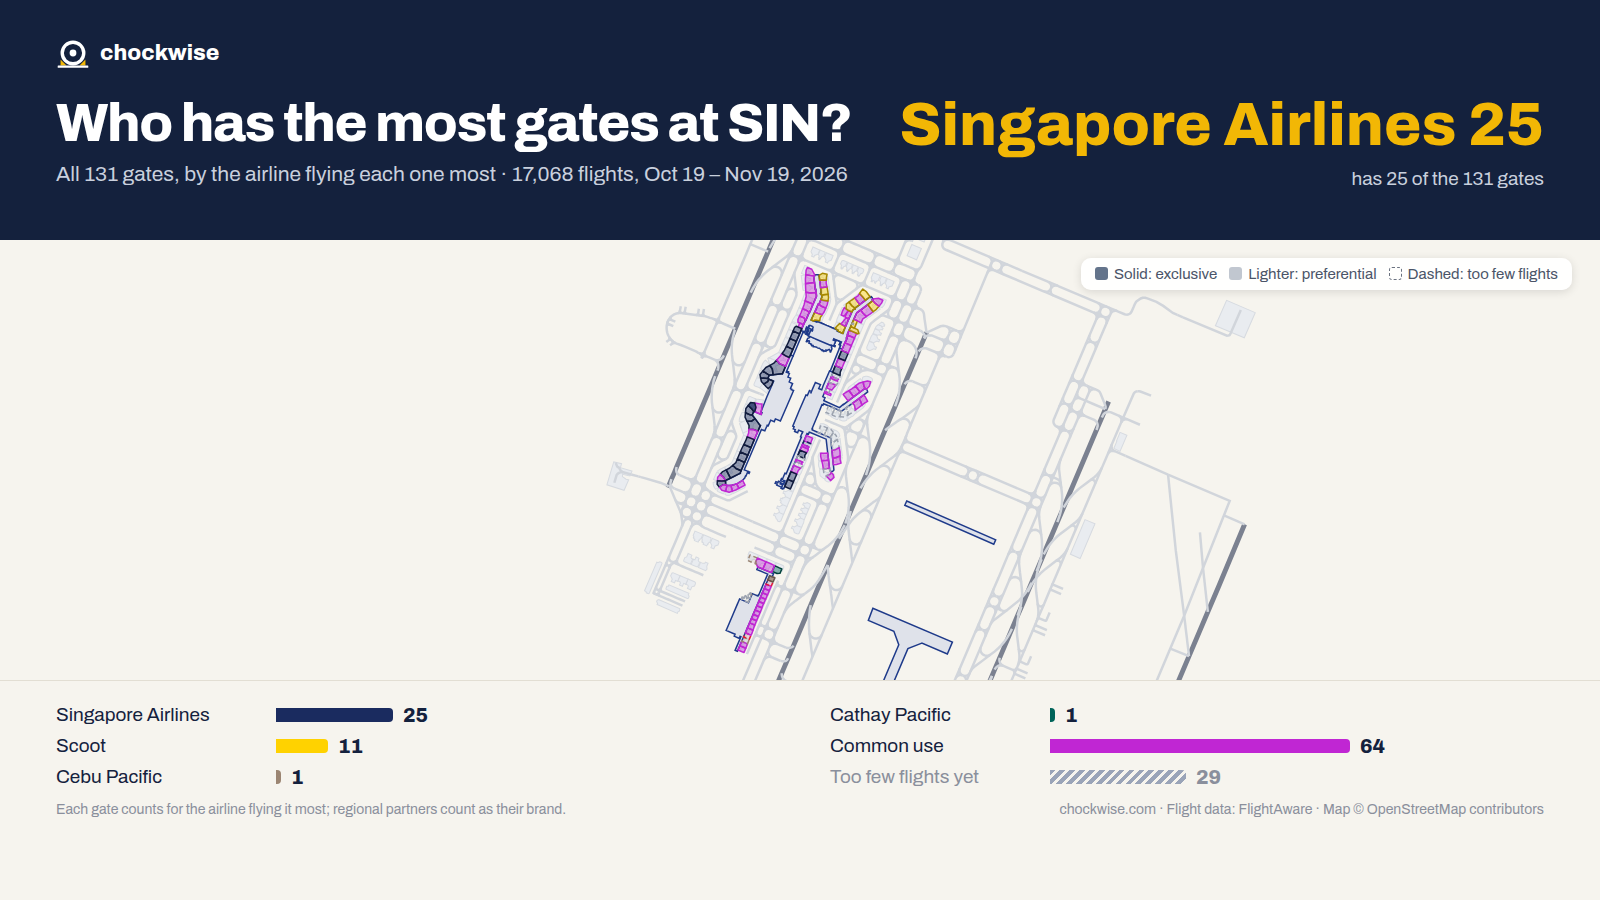 chockwise
Who has the most gates at SIN?
Singapore Airlines 25
All 131 gates, by the airline flying each one most · 17,068 flights, Oct 19 – Nov 19, 2026
has 25 of the 131 gates
Solid: exclusive
Lighter: preferential
Dashed: too few flights
Singapore Airlines 25
Scoot 11
Cebu Pacific 1
Cathay Pacific 1
Common use 64
Too few flights yet 29
Each gate counts for the airline flying it most; regional partners count as their brand.
chockwise.com · Flight data: FlightAware · Map © OpenStreetMap contributors